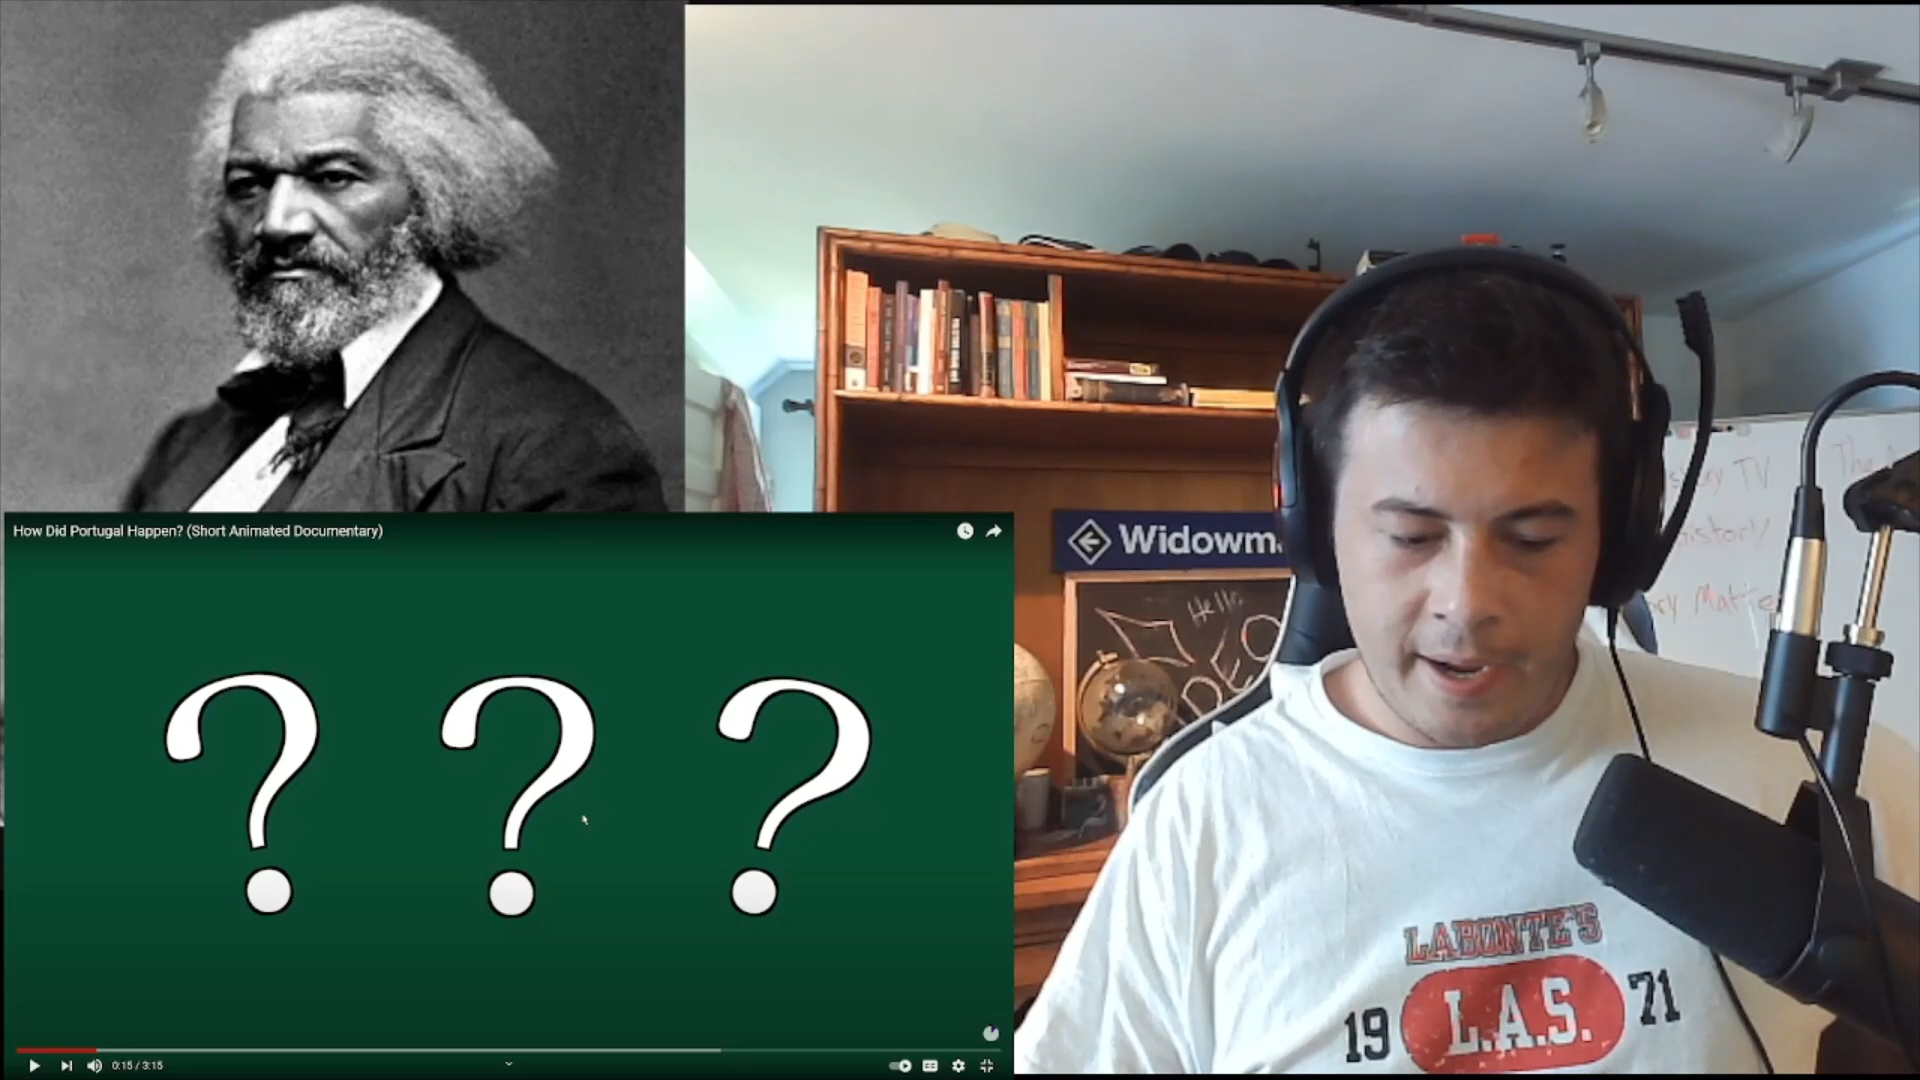 How Did Portugal Happen? (Short Animated Documentary)
? ? ?
0:15 / 3:15
Widowm
Hello
LABONTE'S
19 L.A.S. 71